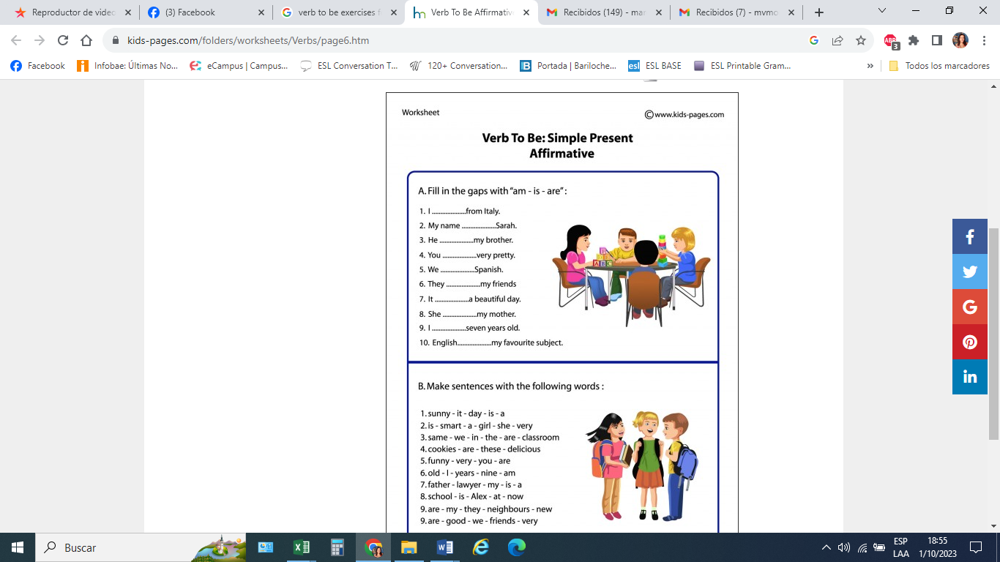 Reproductor de video
(3) Facebook
verb to be exercises f
Verb To Be Affirmativ
Recibidos (149) - mar
Recibidos (7) - mvmo
kids-pages.com/folders/worksheets/Verbs/page6.htm
ABP
3
Facebook
Infobae: Últimas No...
eCampus | Campus...
ESL Conversation T...
120+ Conversation...
Portada | Bariloche...
esl
ESL BASE
ESL Printable Gram...
»
Todos los marcadores
Worksheet
© www.kids-pages.com
Verb To Be: Simple Present
Affirmative
A. Fill in the gaps with "am - is - are" :
1. I ....................from Italy.
2. My name ....................Sarah.
3. He ....................my brother.
4. You ....................very pretty.
5. We ....................Spanish.
6. They ....................my friends
7. It ....................a beautiful day.
8. She ....................my mother.
9. I ....................seven years old.
10. English....................my favourite subject.
B. Make sentences with the following words :
1. sunny - it - day - is - a
2. is - smart - a - girl - she - very
3. same - we - in - the - are - classroom
4. cookies - are - these - delicious
5. funny - very - you - are
6. old - I - years - nine - am
7. father - lawyer - my - is - a
8. school - is - Alex - at - now
9. are - my - they - neighbours - new
9. are - good - we - friends - very
Buscar
ESP
LAA
18:55
1/10/2023